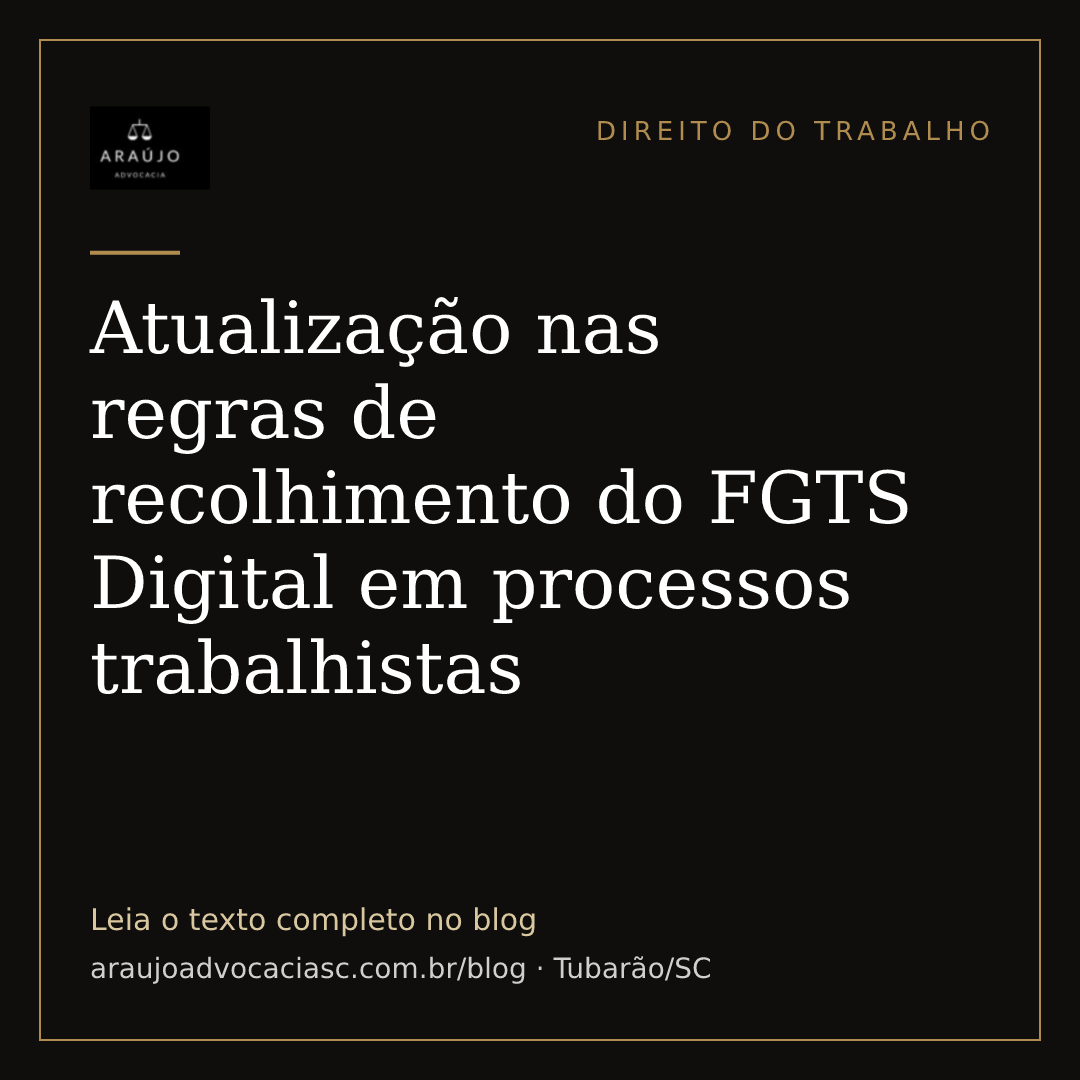 ARAÚJO
ADVOCACIA
DIREITO DO TRABALHO
Atualização nas
regras de
recolhimento do FGTS
Digital em processos
trabalhistas
Leia o texto completo no blog
araujoadvocaciasc.com.br/blog · Tubarão/SC